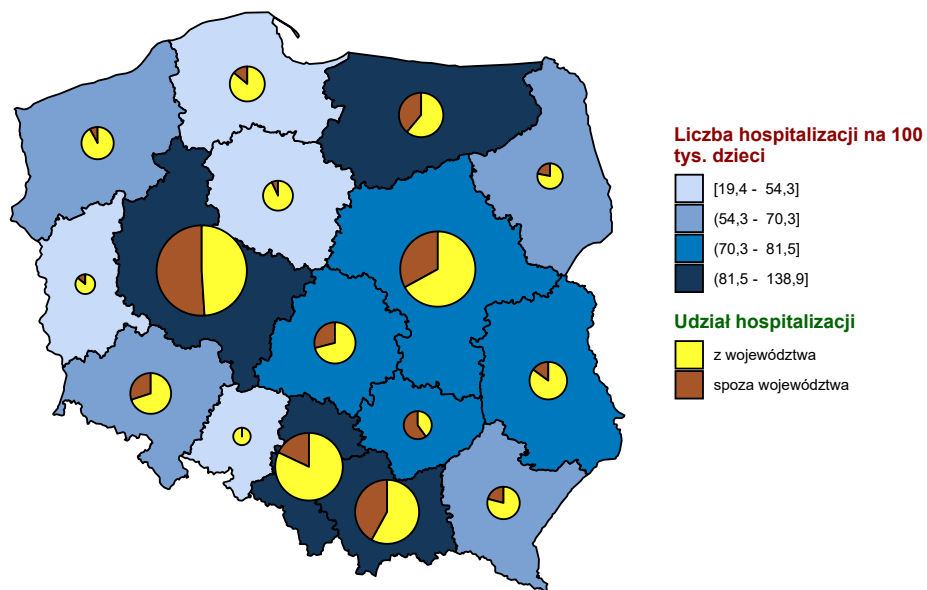 Liczba hospitalizacji na 100
tys. dzieci
[19,4 - 54,3]
(54,3 - 70,3]
(70,3 - 81,5]
(81,5 - 138,9]
Udział hospitalizacji
z województwa
spoza województwa